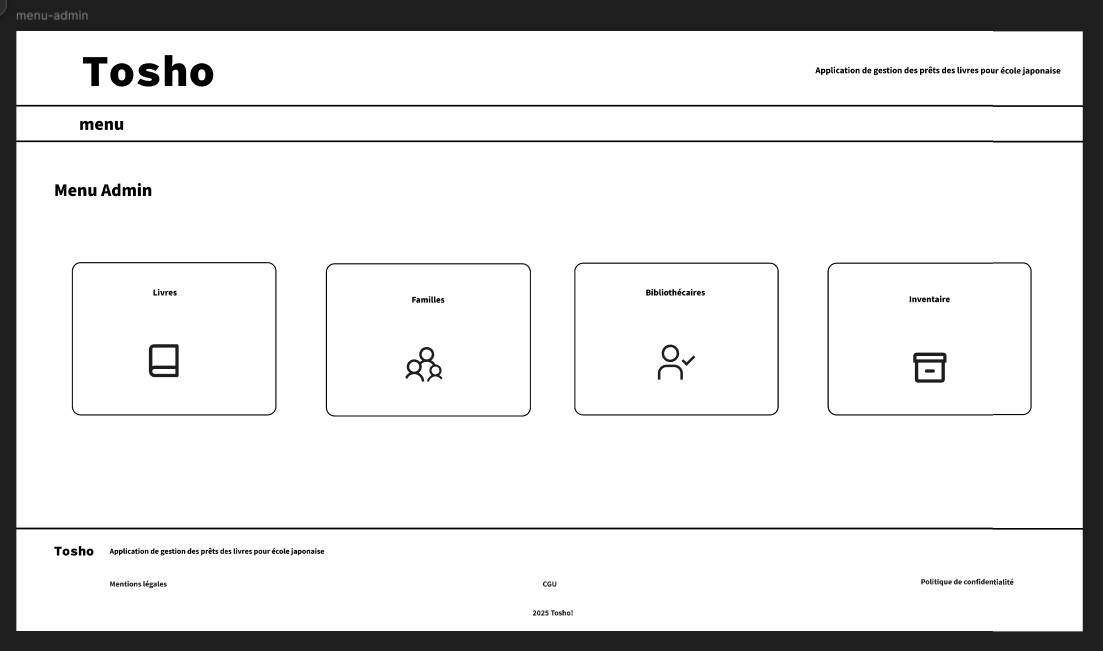 menu-admin
Tosho
Application de gestion des prêts des livres pour école japonaise
menu
Menu Admin
Livres
Familles
Bibliothécaires
Inventaire
Tosho
Application de gestion des prêts des livres pour école japonaise
Mentions légales
CGU
Politique de confidentialité
2025 Tosho!